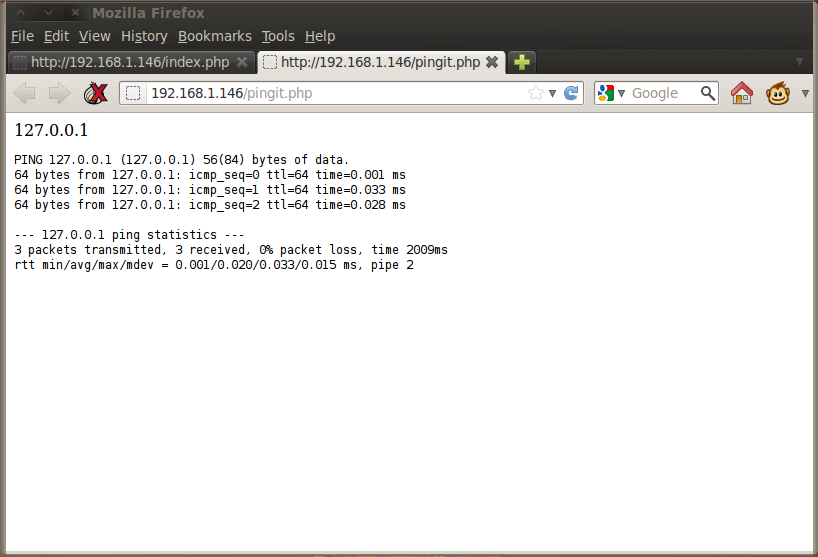 Mozilla Firefox
File Edit View History Bookmarks Tools Help
http://192.168.1.146/index.php http://192.168.1.146/pingit.php
192.168.1.146/pingit.php Google
127.0.0.1
PING 127.0.0.1 (127.0.0.1) 56(84) bytes of data.
64 bytes from 127.0.0.1: icmp_seq=0 ttl=64 time=0.001 ms
64 bytes from 127.0.0.1: icmp_seq=1 ttl=64 time=0.033 ms
64 bytes from 127.0.0.1: icmp_seq=2 ttl=64 time=0.028 ms
--- 127.0.0.1 ping statistics ---
3 packets transmitted, 3 received, 0% packet loss, time 2009ms
rtt min/avg/max/mdev = 0.001/0.020/0.033/0.015 ms, pipe 2